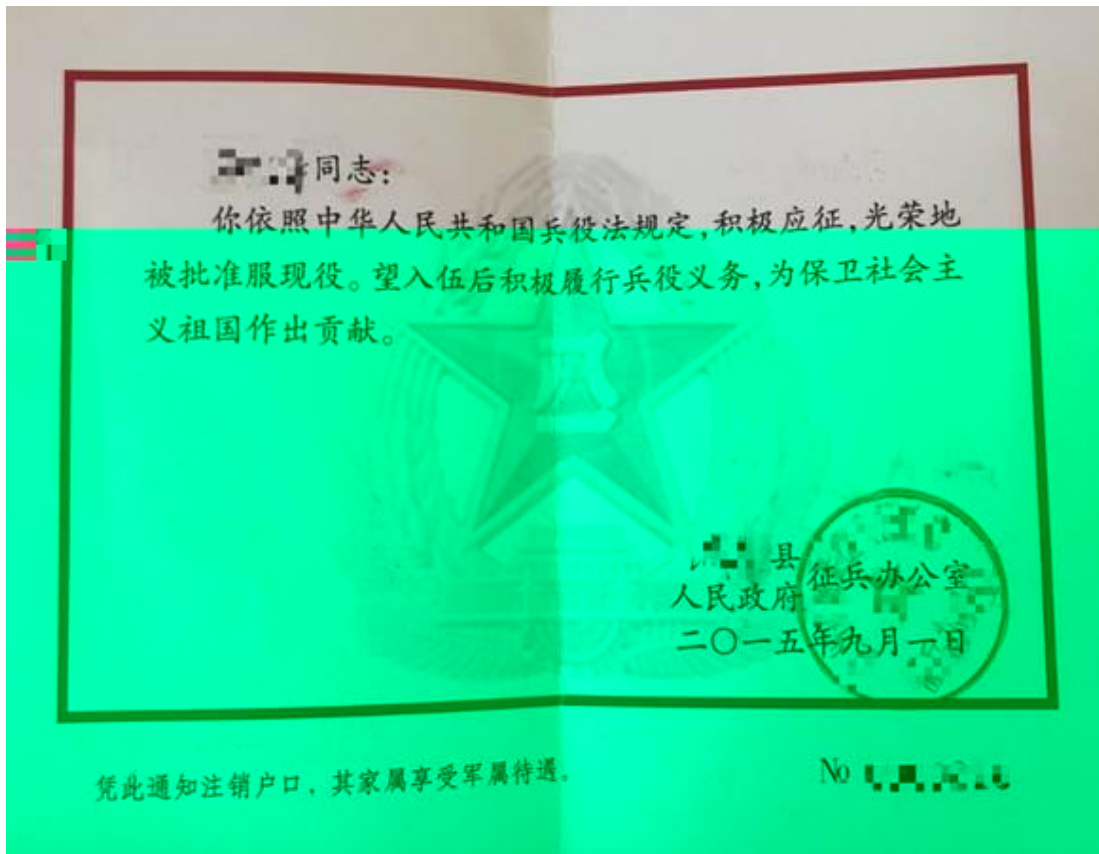 同志:
你依照中华人民共和国兵役法规定,积极应征,光荣地
被批准服现役。望入伍后积极履行兵役义务,为保卫社会主
义祖国作出贡献。
县
人民政府 征兵办公室
二〇一五年九月一日
凭此通知注销户口，其家属享受军属待遇。
No